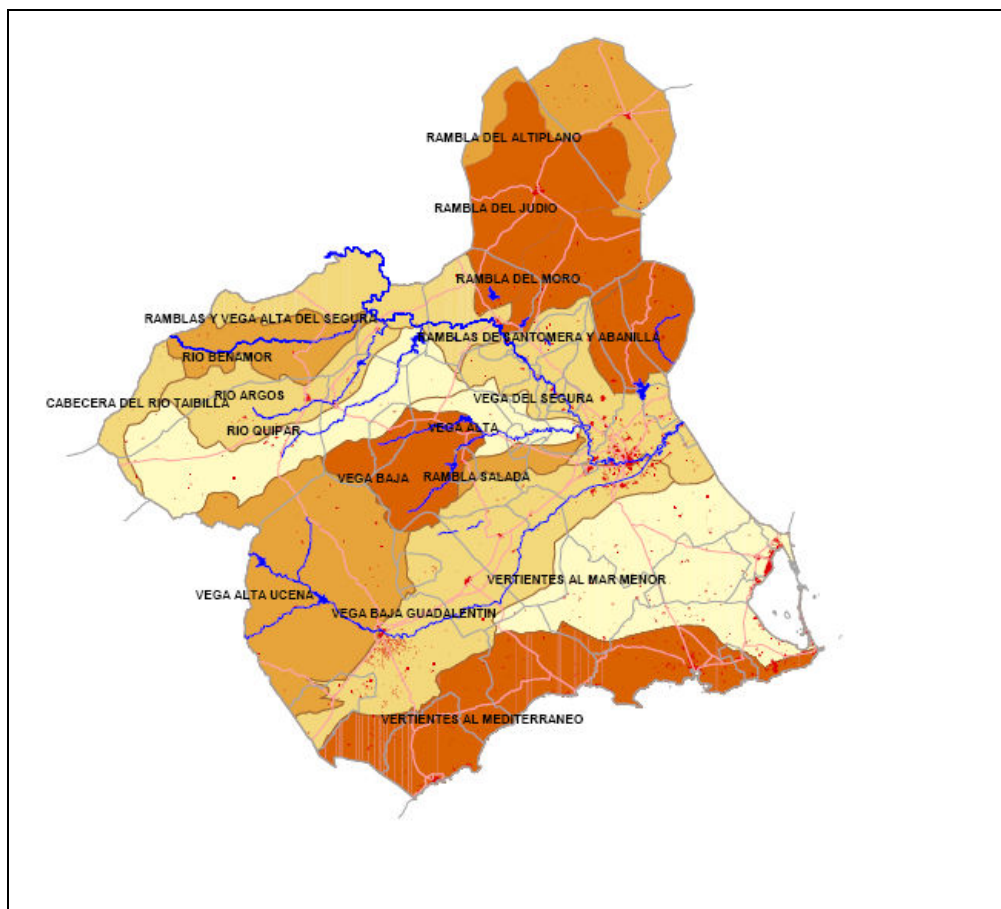 RAMBLA DEL ALTIPLANO
RAMBLA DEL JUDIO
RAMBLA DEL MORO
RAMBLAS Y VEGA ALTA DEL SEGURA
RAMBLAS DE SANTOMERA Y ABANILLA
RIO BENAMOR
RIO ARGOS
CABECERA DEL RIO TAIBILLA
VEGA DEL SEGURA
RIO QUIPAR
VEGA ALTA
VEGA BAJA
RAMBLA SALADA
VERTIENTES AL MAR MENOR
VEGA ALTA UCENA
VEGA BAJA GUADALENTIN
VERTIENTES AL MEDITERRANEO